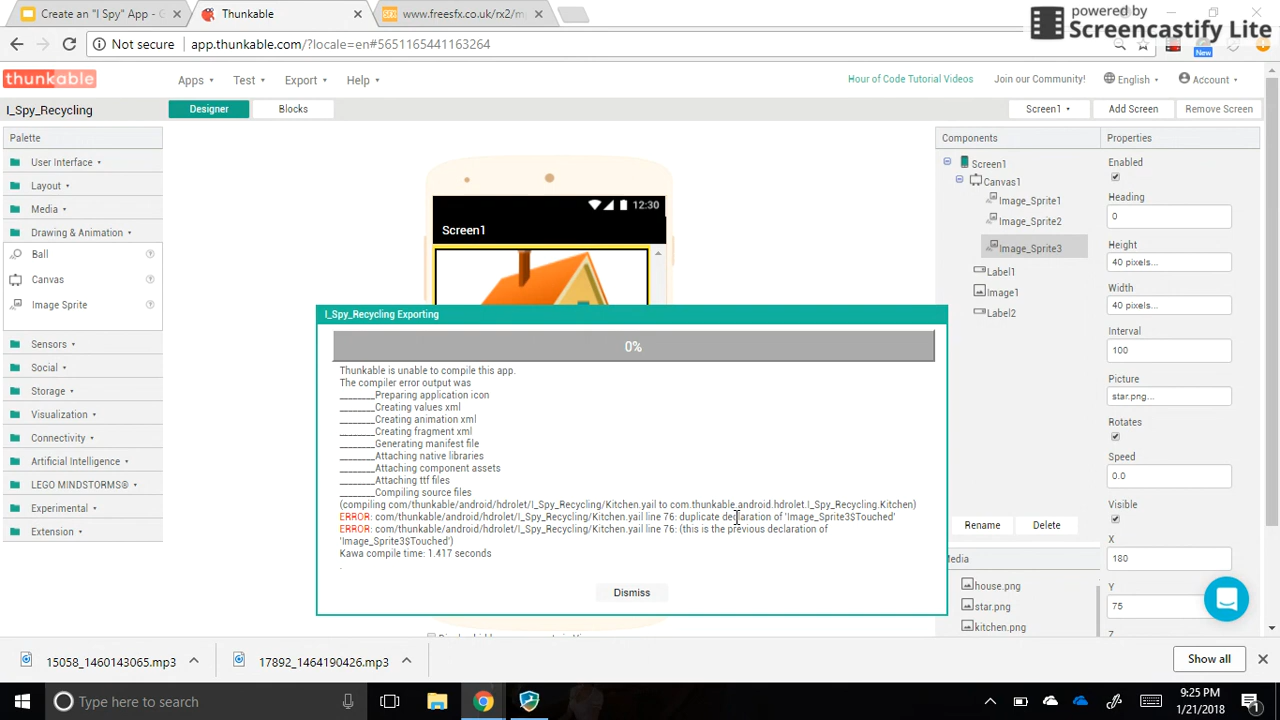 Create an "I Spy" App - G
Thunkable
www.freesfx.co.uk/rx2/mp
powered by
Screencastify Lite
Not secure
app.thunkable.com/?locale=en#5651165441163264
New
thunkable
Apps
Test
Export
Help
Hour of Code Tutorial Videos
Join our Community!
English
Account
I_Spy_Recycling
Designer
Blocks
Screen1
Add Screen
Remove Screen
Palette
User Interface
Layout
Media
Drawing & Animation
Ball
Canvas
Image Sprite
Sensors
Social
Storage
Visualization
Connectivity
Artificial Intelligence
LEGO MINDSTORMS®
Experimental
Extension
12:30
Screen1
Components
Screen1
Canvas1
Image_Sprite1
Image_Sprite2
Image_Sprite3
Label1
Image1
Label2
Rename
Delete
Media
house.png
star.png
kitchen.png
Properties
Enabled
Heading
0
Height
40 pixels...
Width
40 pixels...
Interval
100
Picture
star.png...
Rotates
Speed
0.0
Visible
X
180
Y
75
Z
I_Spy_Recycling Exporting
0%
Thunkable is unable to compile this app.
The compiler error output was
________Preparing application icon
________Creating values xml
________Creating animation xml
________Creating fragment xml
________Generating manifest file
________Attaching native libraries
________Attaching component assets
________Attaching ttf files
________Compiling source files
(compiling com/thunkable/android/hdrolet/I_Spy_Recycling/Kitchen.yail to com.thunkable.android.hdrolet.I_Spy_Recycling.Kitchen)
ERROR: com/thunkable/android/hdrolet/I_Spy_Recycling/Kitchen.yail line 76: duplicate declaration of 'Image_Sprite3$Touched'
ERROR: com/thunkable/android/hdrolet/I_Spy_Recycling/Kitchen.yail line 76: (this is the previous declaration of
'Image_Sprite3$Touched')
Kawa compile time: 1.417 seconds
.
Dismiss
15058_1460143065.mp3
17892_1464190426.mp3
Show all
Type here to search
9:25 PM
1/21/2018
1